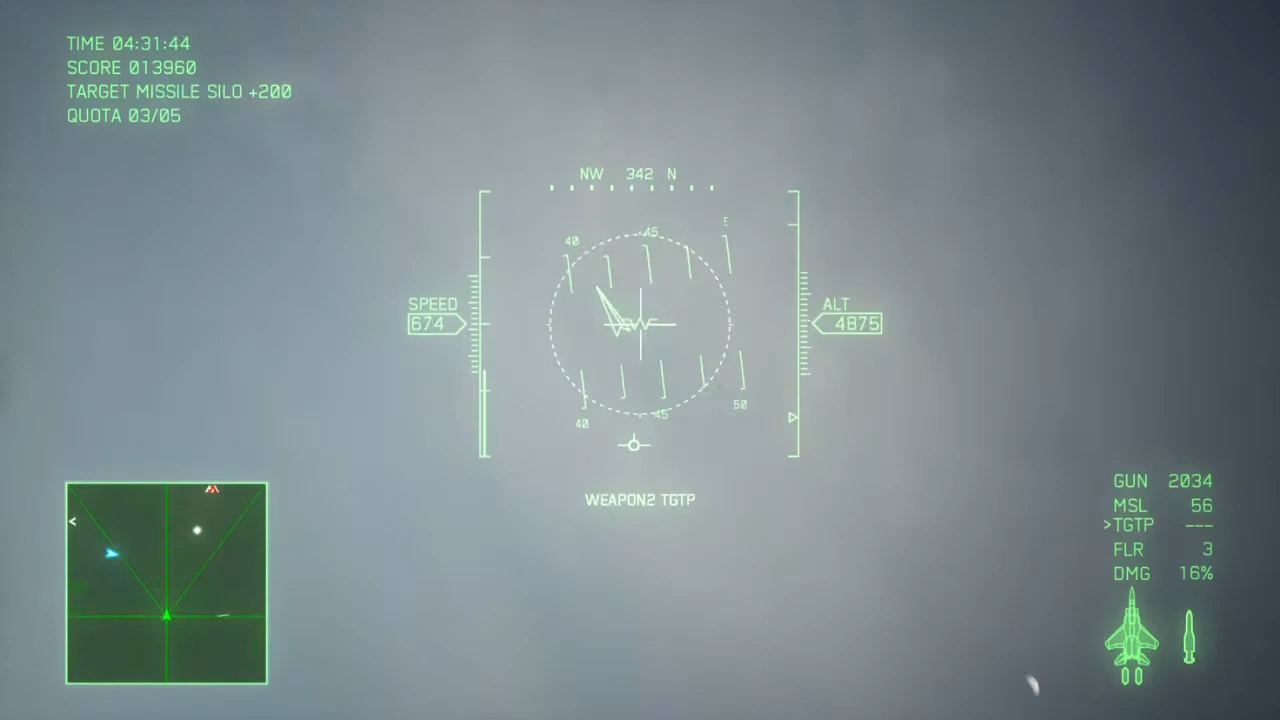 TIME 04:31:44
SCORE 013960
TARGET MISSILE SILO +200
QUOTA 03/05
NW 342 N
5
40 45
SPEED ALT
674 4875
50
40 45
WEAPON2 TGTP
GUN 2034
MSL 56
>TGTP ---
FLR 3
DMG 16%